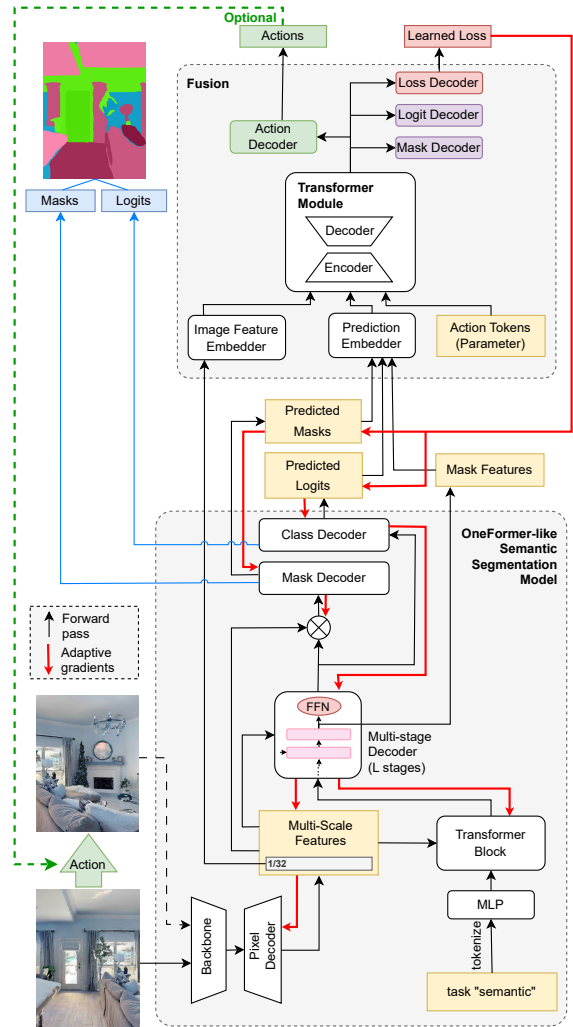 Optional
Actions
Learned Loss
Fusion
Loss Decoder
Logit Decoder
Action
Decoder
Mask Decoder
Transformer
Module
Decoder
Encoder
Masks
Logits
Image Feature
Embedder
Prediction
Embedder
Action Tokens
(Parameter)
Predicted
Masks
Predicted
Logits
Mask Features
Class Decoder
OneFormer-like
Semantic
Segmentation
Model
Mask Decoder
Forward
pass
Adaptive
gradients
FFN
Multi-stage
Decoder
(L stages)
Multi-Scale
Features
1/32
Transformer
Block
Action
MLP
Backbone
Pixel
Decoder
tokenize
task "semantic"